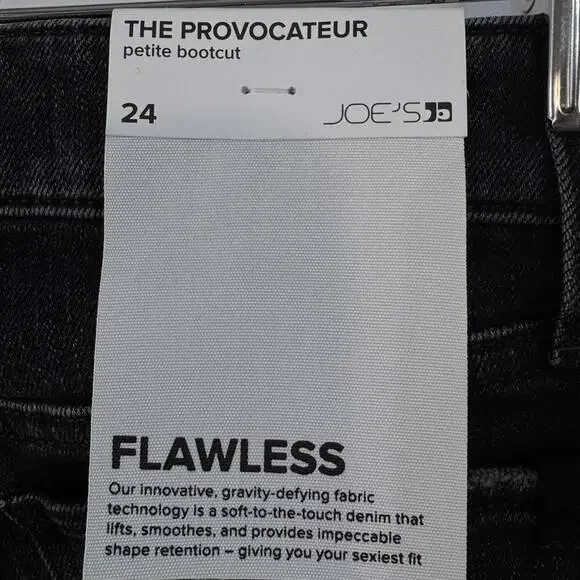 THE PROVOCATEUR
petite bootcut
24 JOE'S
FLAWLESS
Our innovative, gravity-defying fabric
technology is a soft-to-the-touch denim that
lifts, smoothes, and provides impeccable
shape retention – giving you your sexiest fit